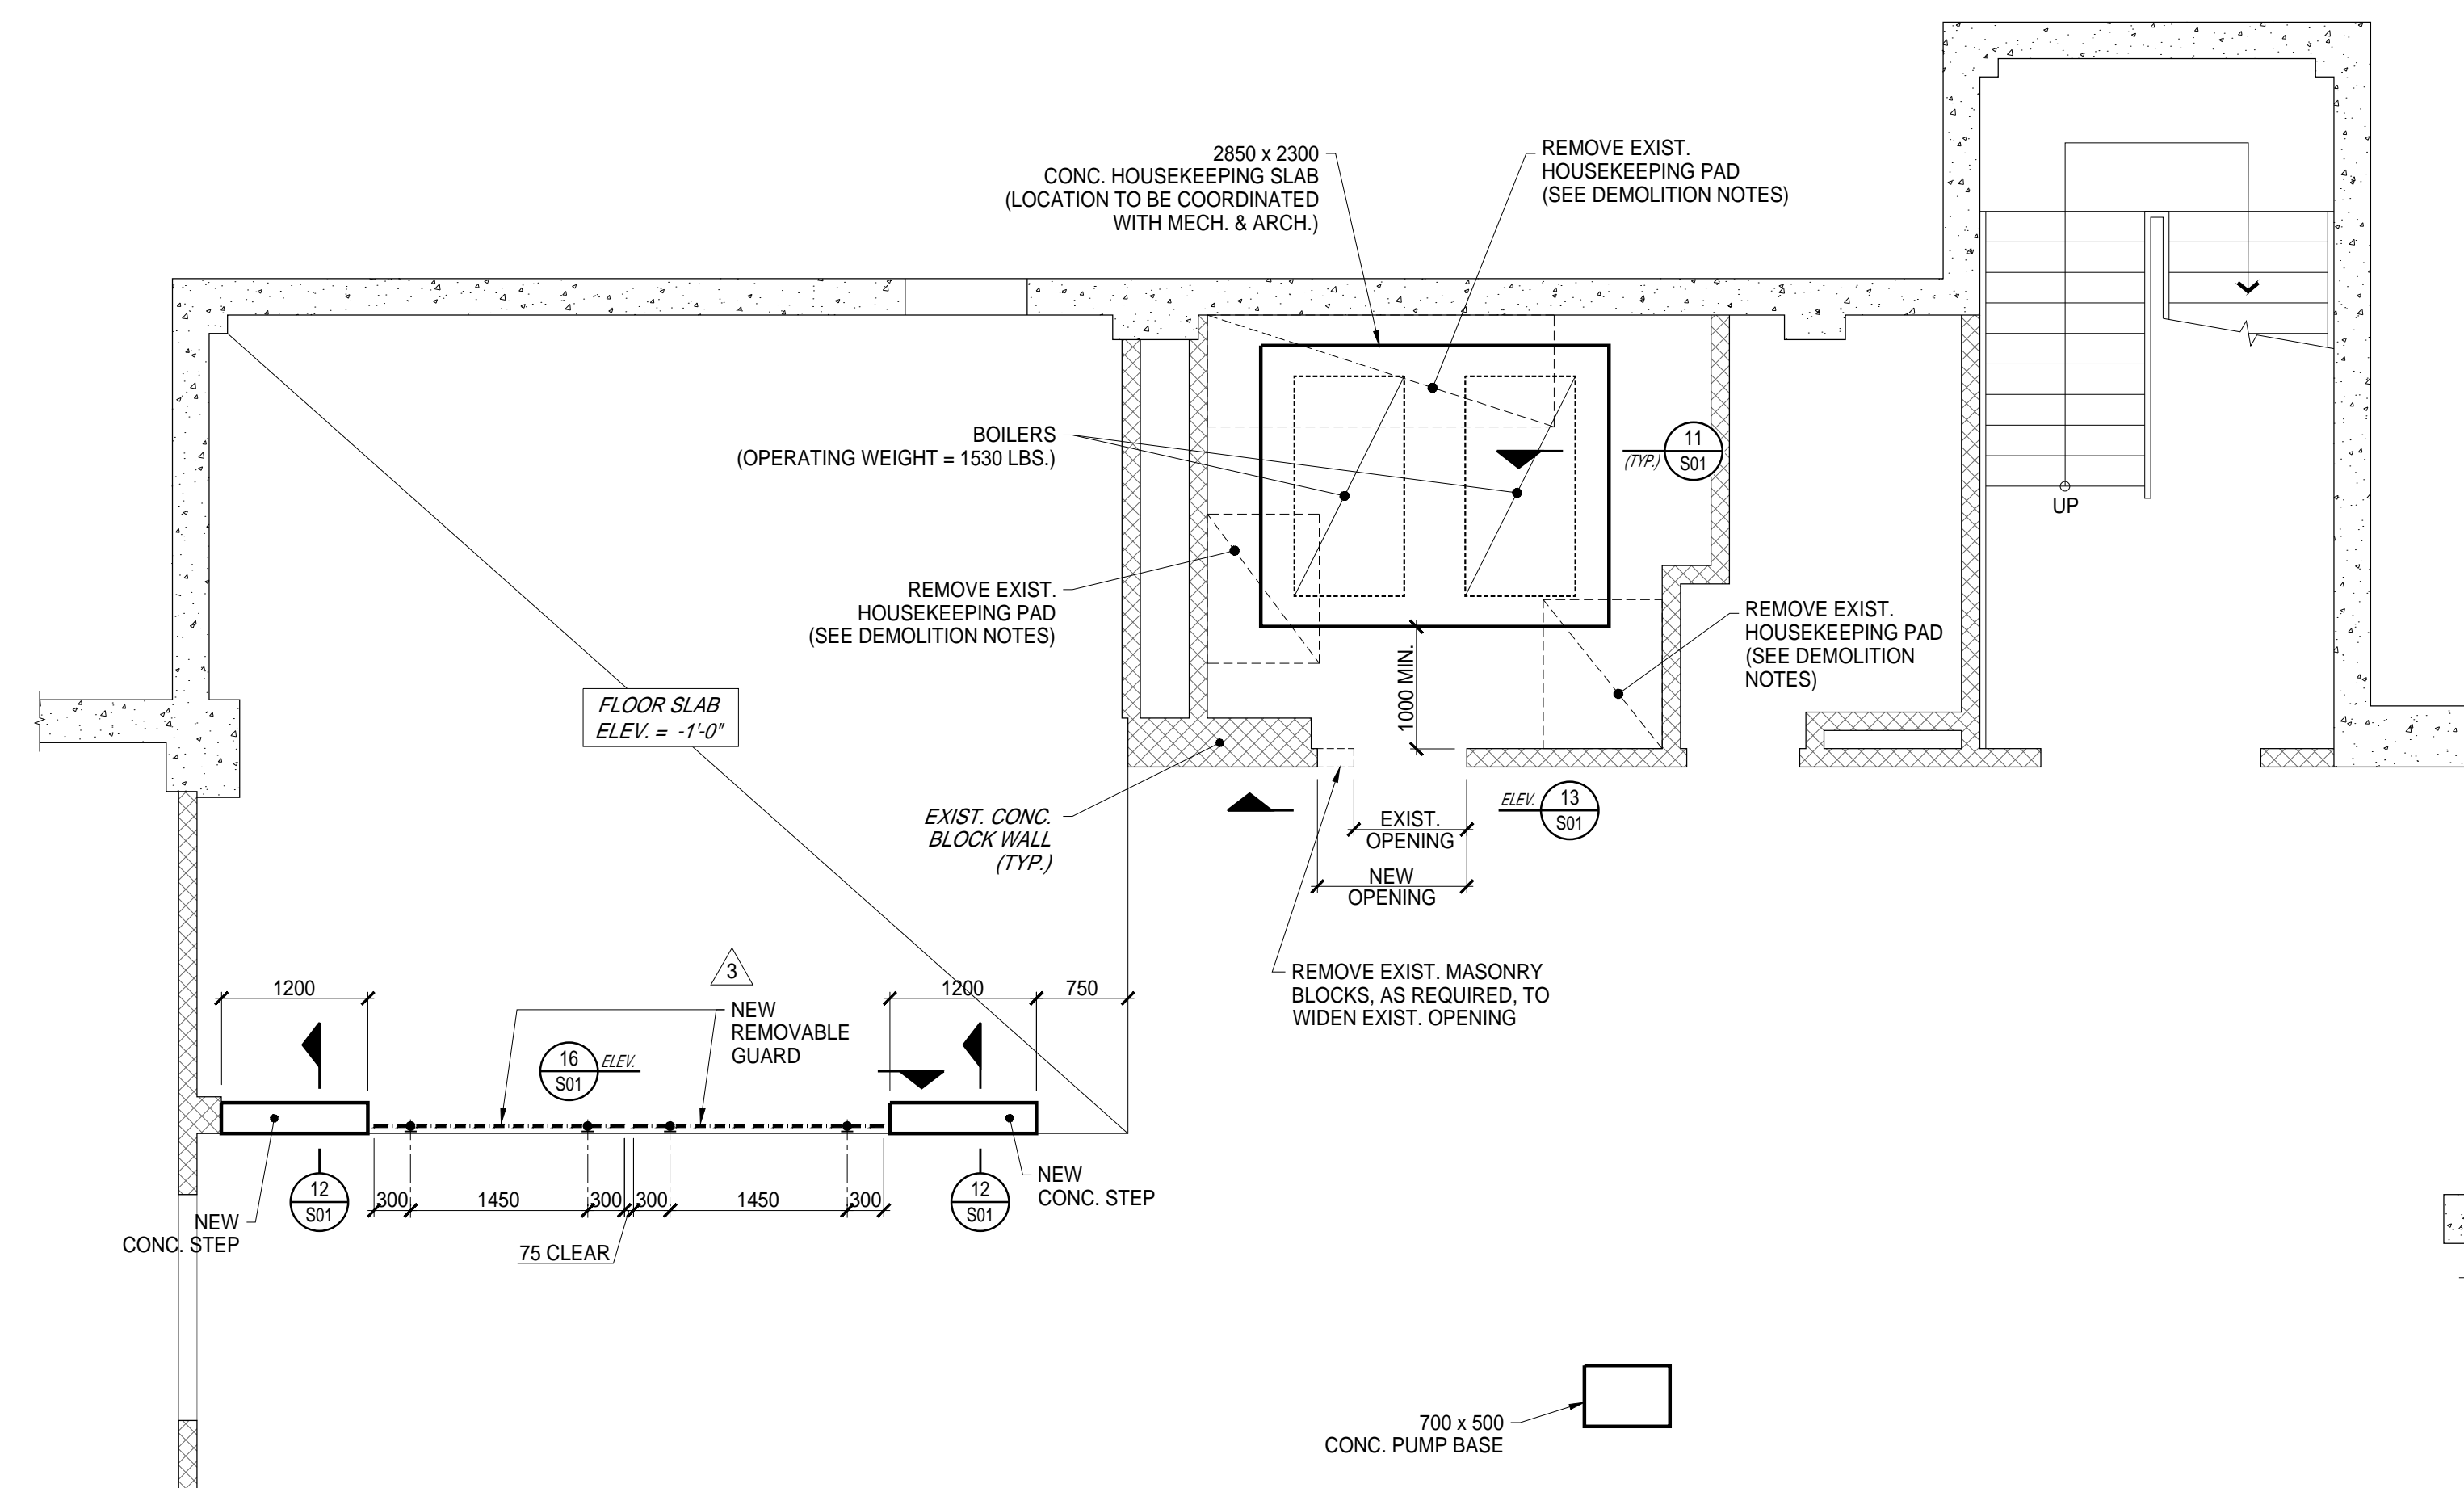 2850 x 2300
CONC. HOUSEKEEPING SLAB
(LOCATION TO BE COORDINATED
WITH MECH. & ARCH.)
REMOVE EXIST.
HOUSEKEEPING PAD
(SEE DEMOLITION NOTES)
BOILERS
(OPERATING WEIGHT = 1530 LBS.)
(TYP.)
11
S01
UP
REMOVE EXIST.
HOUSEKEEPING PAD
(SEE DEMOLITION NOTES)
REMOVE EXIST.
HOUSEKEEPING PAD
(SEE DEMOLITION
NOTES)
1000 MIN.
FLOOR SLAB
ELEV. = -1'-0"
EXIST. CONC.
BLOCK WALL
(TYP.)
ELEV.
13
S01
EXIST.
OPENING
NEW
OPENING
REMOVE EXIST. MASONRY
BLOCKS, AS REQUIRED, TO
WIDEN EXIST. OPENING
1200
3
NEW
REMOVABLE
GUARD
1200
750
16
S01
ELEV.
NEW
CONC. STEP
12
S01
300
1450
300
300
1450
300
75 CLEAR
12
S01
NEW
CONC. STEP
700 x 500
CONC. PUMP BASE